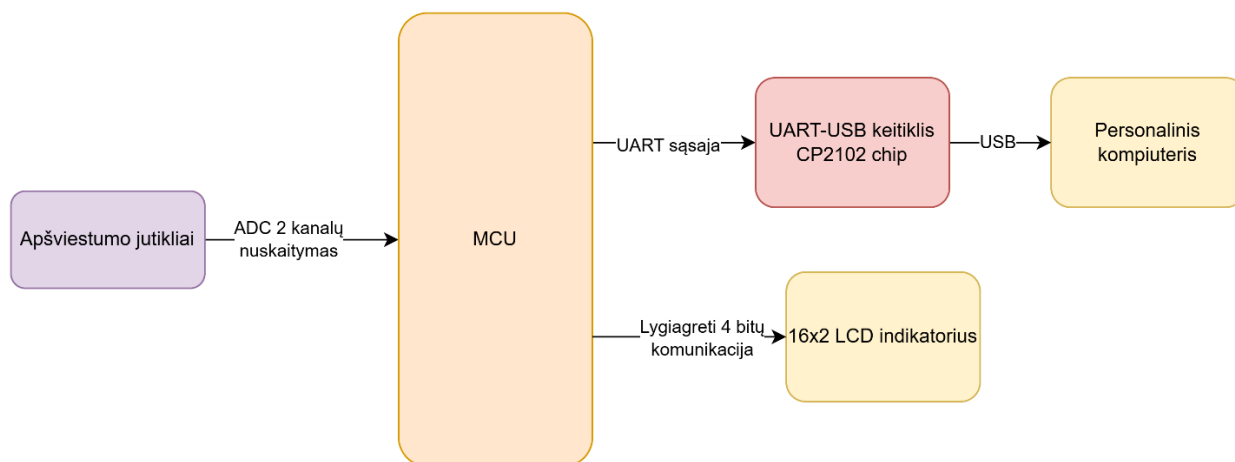 Apšviestumo jutikliai
ADC 2 kanalų
nuskaitymas
MCU
UART sąsaja
UART-USB keitiklis
CP2102 chip
USB
Personalinis
kompiuteris
Lygiagreti 4 bitų
komunikacija
16x2 LCD indikatorius